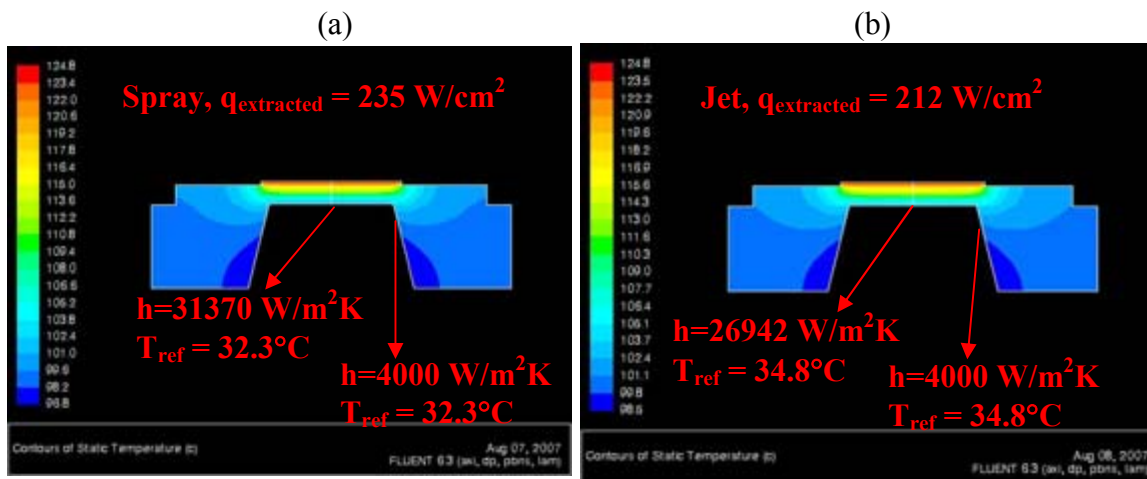 (a)
(b)
124.8
123.4
122.0
120.6
119.2
117.8
116.4
115.0
113.6
112.2
110.8
109.4
108.0
106.6
105.2
103.8
102.4
101.0
99.6
98.2
96.8
Spray, qextracted = 235 W/cm²
h=31370 W/m²K
Tref = 32.3°C
h=4000 W/m²K
Tref = 32.3°C
Contours of Static Temperature (c)
Aug 07, 2007
FLUENT 6.3 (axi, dp, pbns, lam)
124.8
123.5
122.2
120.9
119.6
118.2
116.9
115.6
114.3
113.0
111.6
110.3
109.0
107.7
106.4
105.1
103.7
102.4
101.1
99.8
98.5
Jet, qextracted = 212 W/cm²
h=26942 W/m²K
Tref = 34.8°C
h=4000 W/m²K
Tref = 34.8°C
Contours of Static Temperature (c)
Aug 08, 2007
FLUENT 6.3 (axi, dp, pbns, lam)